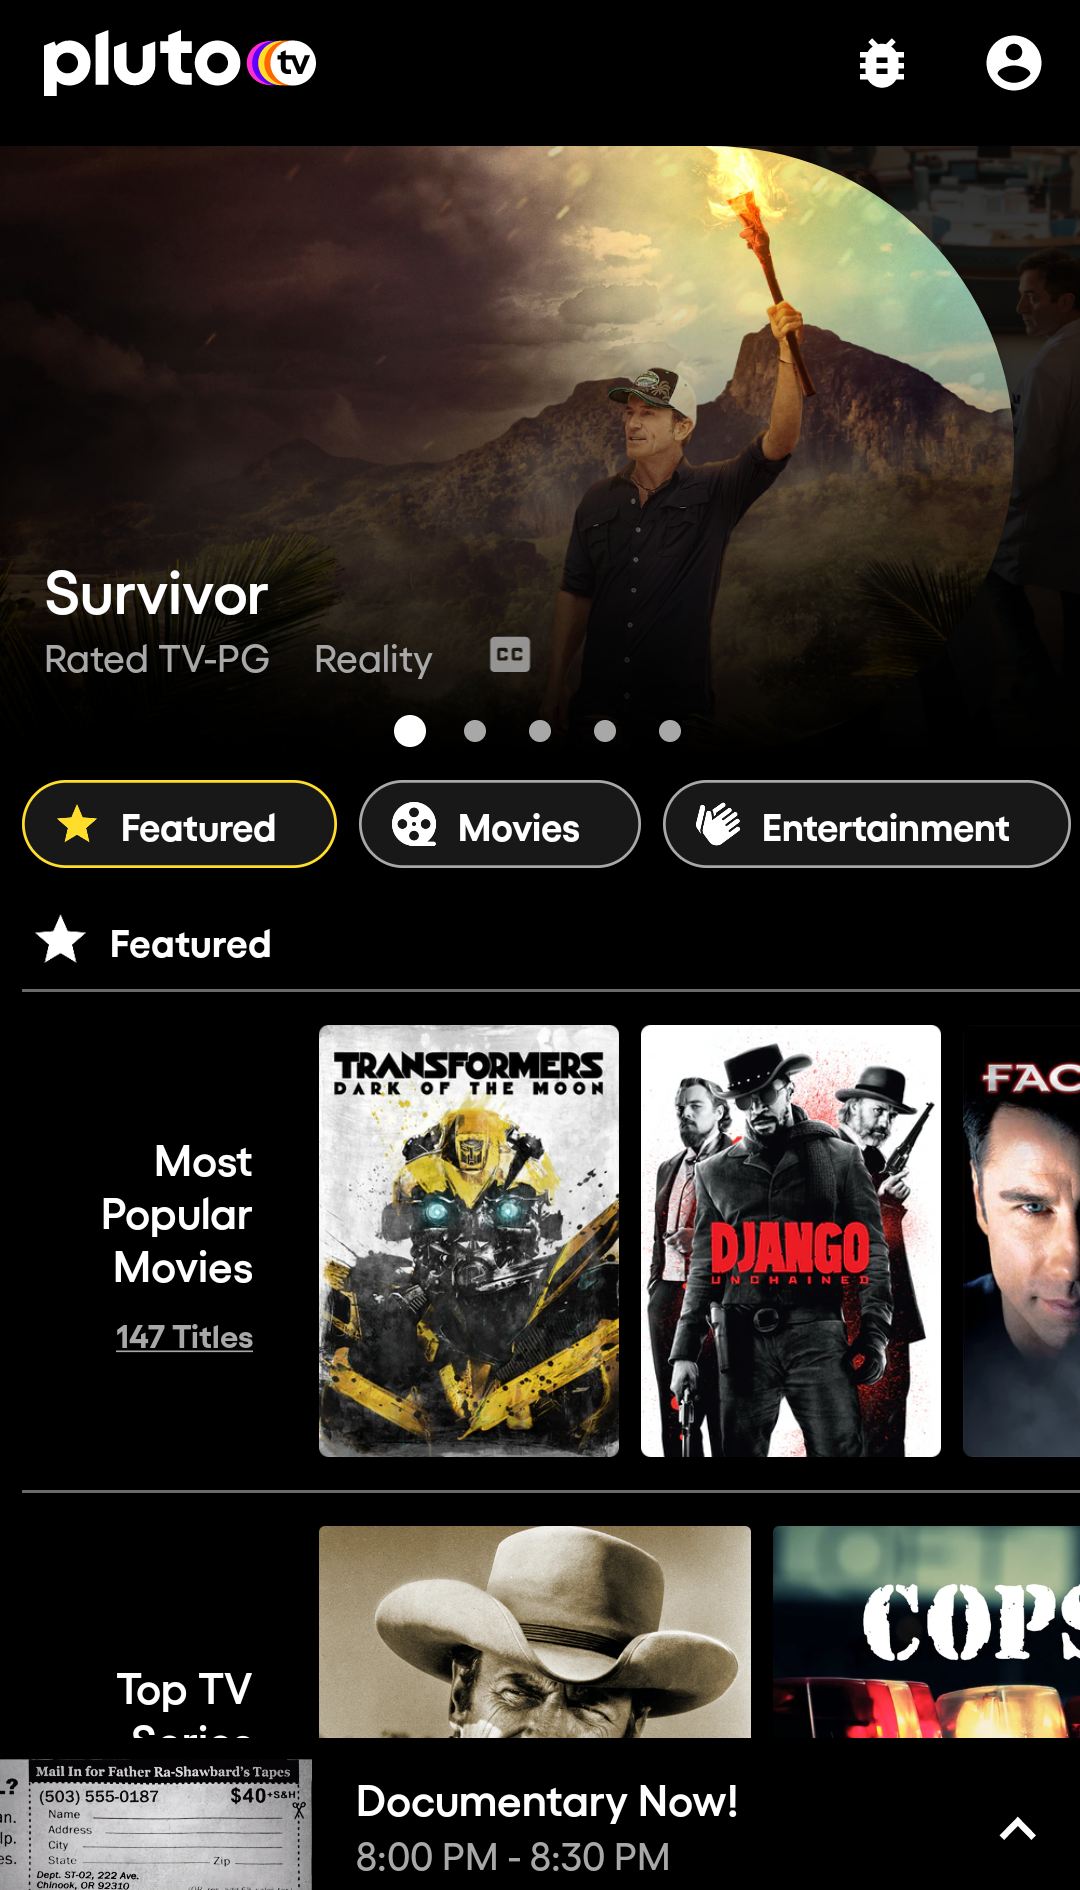 pluto tv
Survivor
Rated TV-PG Reality CC
Featured Movies Entertainment
Featured
TRANSFORMERS
DARK OF THE MOON
DJANGO
UNCHAINED
FAC
Most
Popular
Movies
147 Titles
COPS
Top TV
Series
Mail In for Father Ra-Shawbard's Tapes
(503) 555-0187 $40+S&H
Name
Address
City
State Zip
Dept. ST-02, 222 Ave.
Chinook, OR 92310
Documentary Now!
8:00 PM - 8:30 PM